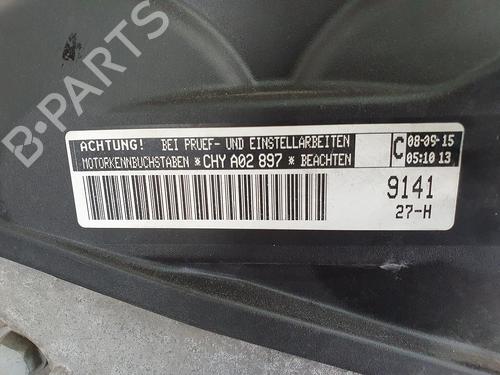 B-PARTS
ACHTUNG! BEI PRUEF- UND EINSTELLARBEITEN
MOTORKENNBUCHSTABEN *CHY A02 897* BEACHTEN
C 08-09-15
05:10 13
9141
27-H